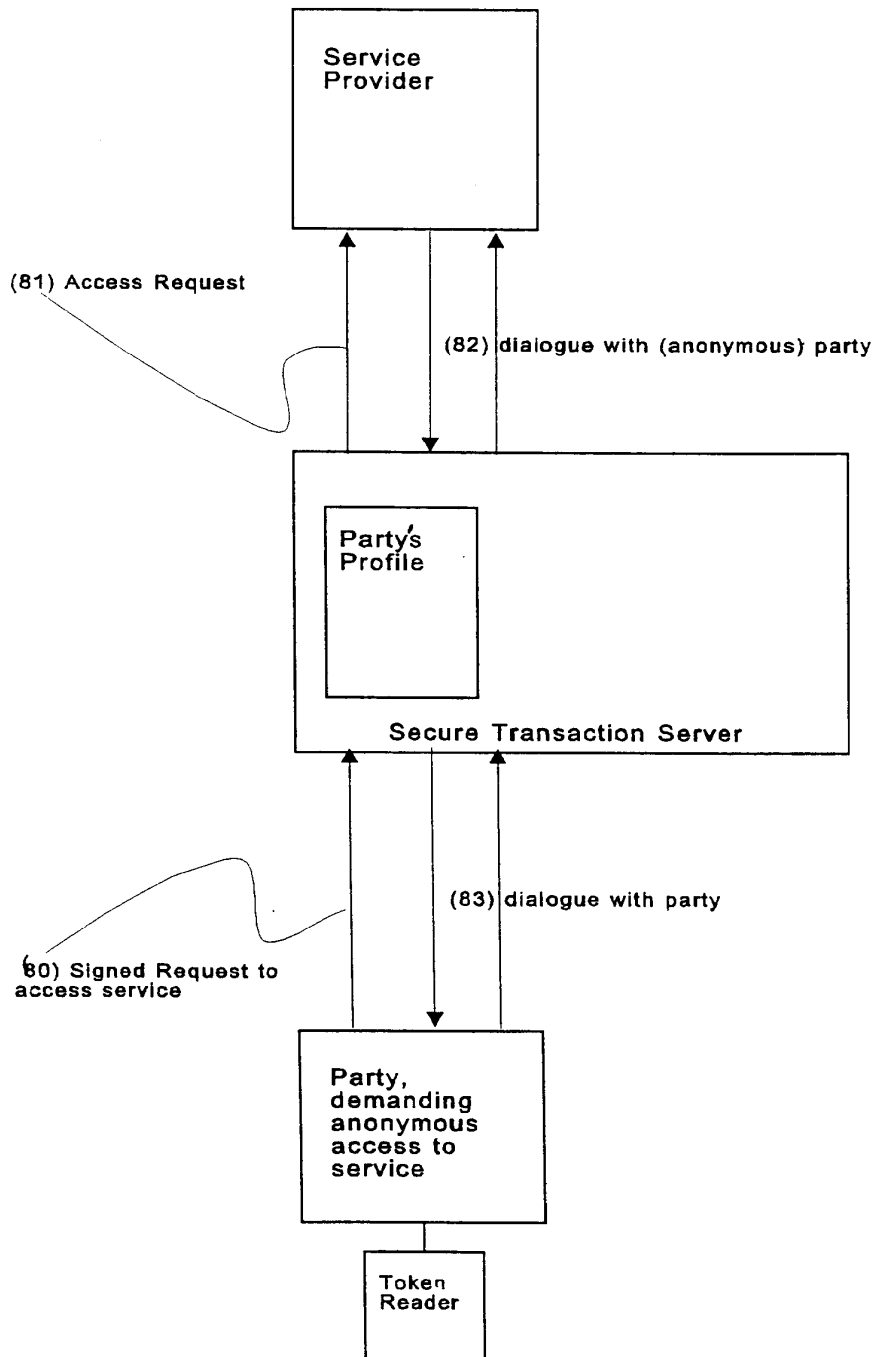 Service
Provider
(81) Access Request
(82) dialogue with (anonymous) party
Party's
Profile
Secure Transaction Server
(83) dialogue with party
(80) Signed Request to
access service
Party,
demanding
anonymous
access to
service
Token
Reader